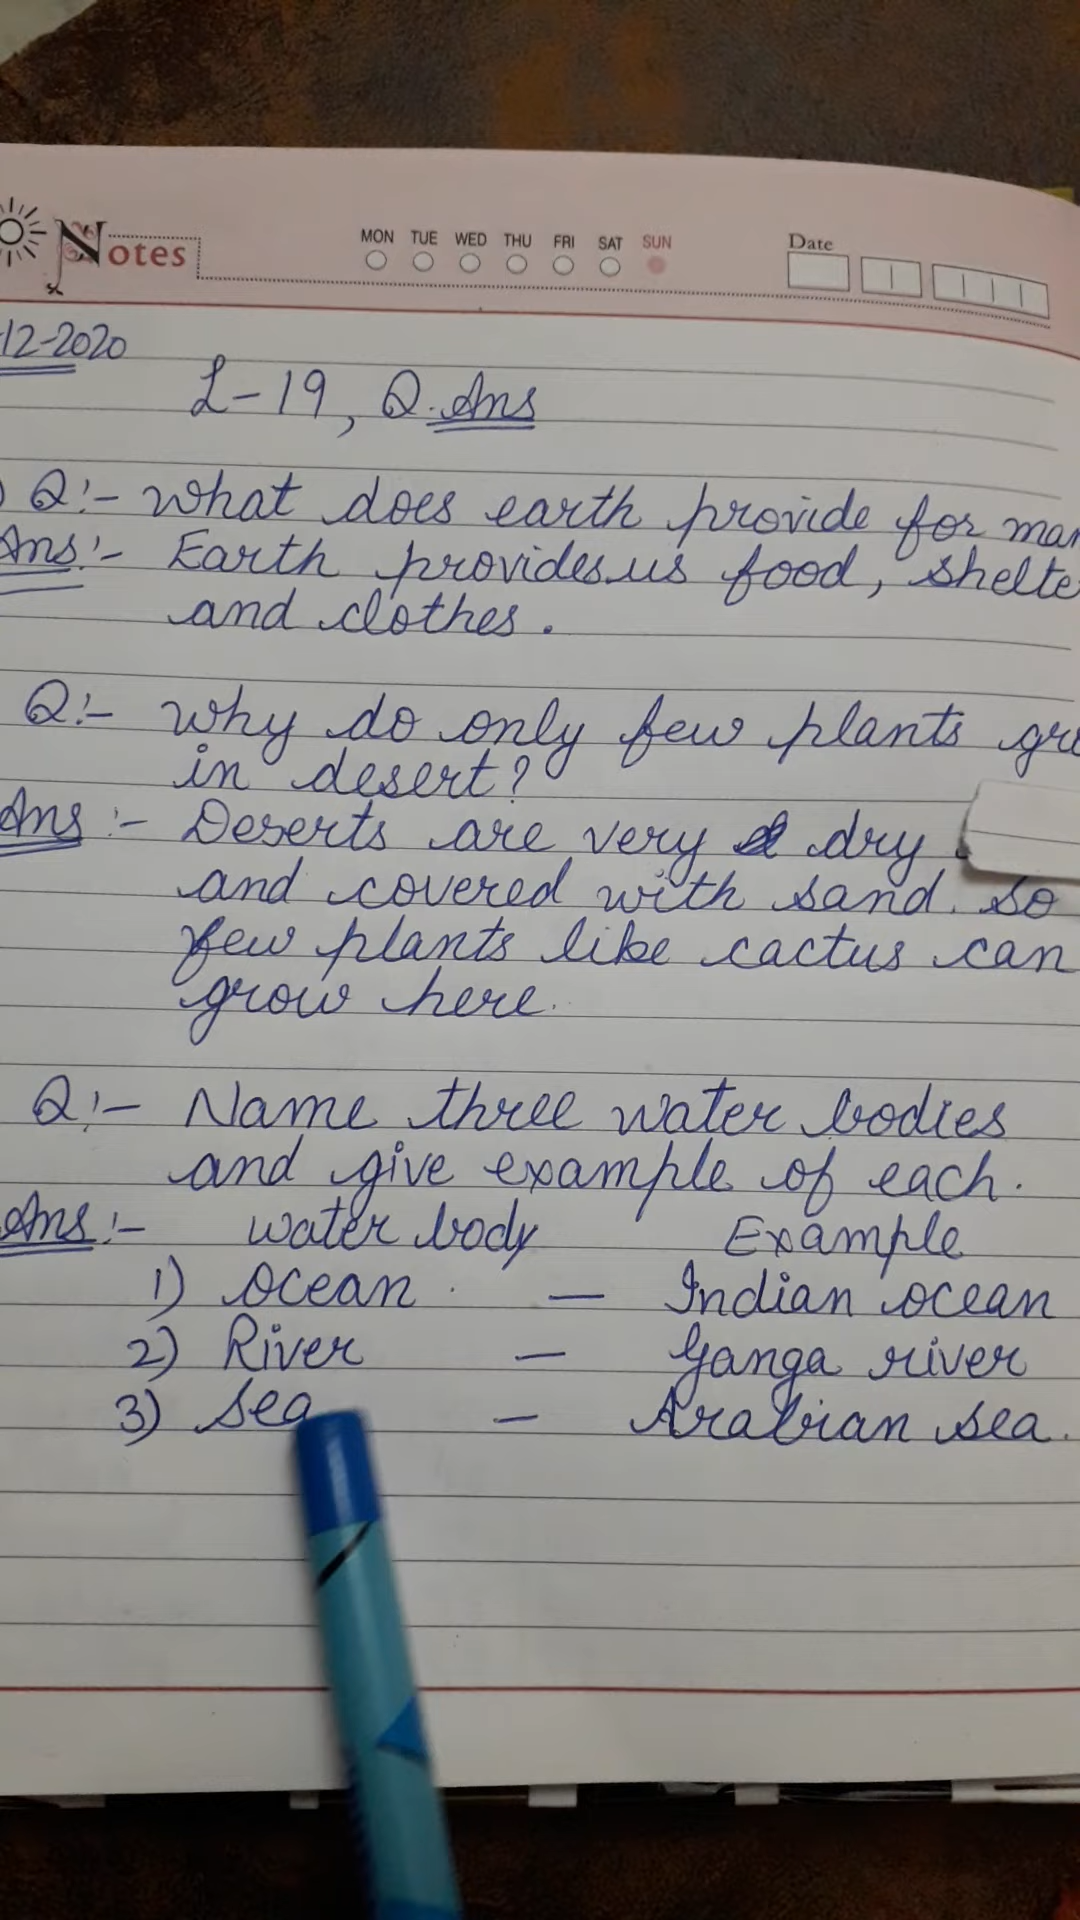 Notes
MON TUE WED THU FRI SAT SUN
Date
-12-2020
L-19, Q.Ans
Q:- what does earth provide for
Ans:- Earth provides us food,
and clothes.
Q:- why do only few plants
in desert?
Ans:- Deserts are very dry
and covered with sand. So
few plants like cactus can
grow here.
Q:- Name three water bodies
and give example of each.
Ans:- water body Example
1) ocean - Indian ocean
2) River - Ganga river
3) sea - Arabian sea.